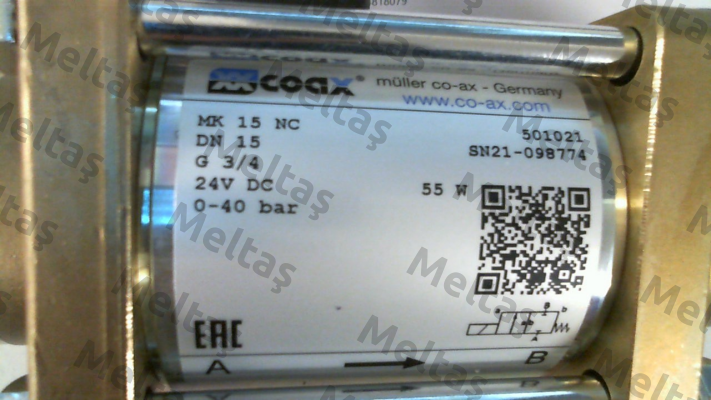 818079
coax müller co-ax - Germany
www.co-ax.com
MK 15 NC 501021
DN 15 SN21-098774
G 3/4
24V DC 55 W
0-40 bar
EAC
A B
Meltaş